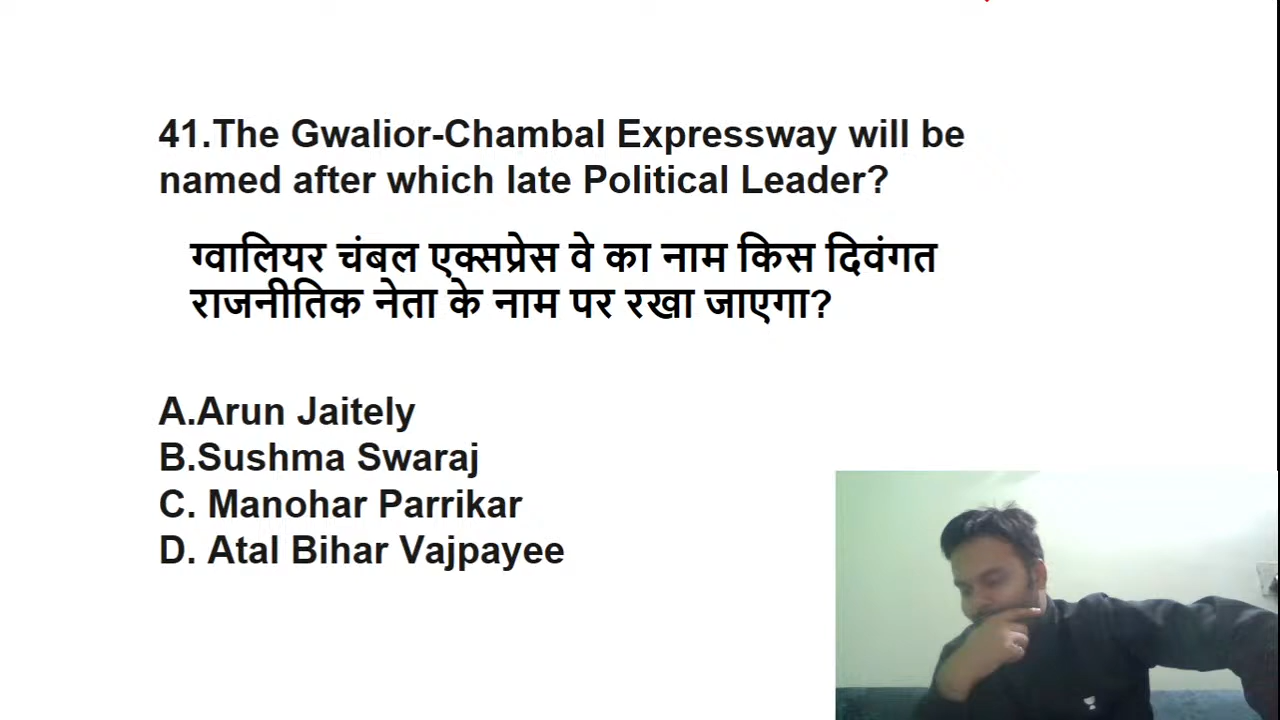 41.The Gwalior-Chambal Expressway will be
named after which late Political Leader?
ग्वालियर चंबल एक्सप्रेस वे का नाम किस दिवंगत
राजनीतिक नेता के नाम पर रखा जाएगा?
A.Arun Jaitely
B.Sushma Swaraj
C. Manohar Parrikar
D. Atal Bihar Vajpayee